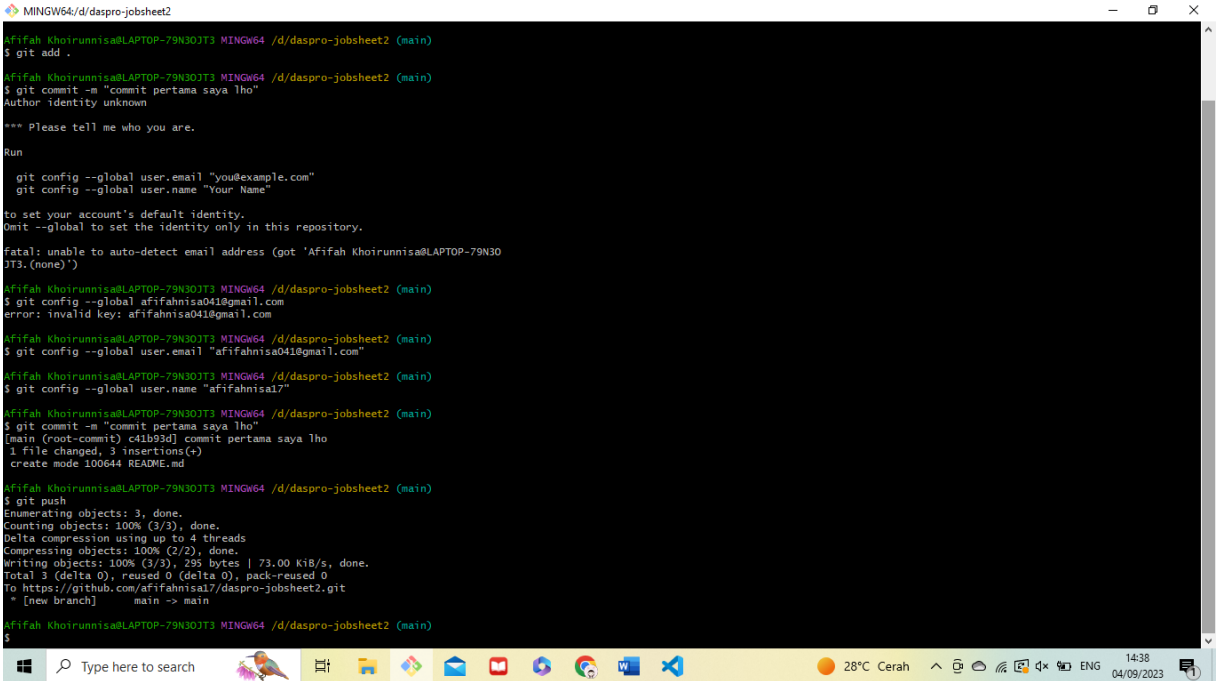 MINGW64:/d/daspro-jobsheet2
Afifah Khoirunnisa@LAPTOP-79N3OJT3 MINGW64 /d/daspro-jobsheet2 (main)
$ git add .
Afifah Khoirunnisa@LAPTOP-79N3OJT3 MINGW64 /d/daspro-jobsheet2 (main)
$ git commit -m "commit pertama saya lho"
Author identity unknown
*** Please tell me who you are.
Run
git config --global user.email "you@example.com"
git config --global user.name "Your Name"
to set your account's default identity.
Omit --global to set the identity only in this repository.
fatal: unable to auto-detect email address (got 'Afifah Khoirunnisa@LAPTOP-79N3O
JT3.(none)')
Afifah Khoirunnisa@LAPTOP-79N3OJT3 MINGW64 /d/daspro-jobsheet2 (main)
$ git config --global afifahnisa041@gmail.com
error: invalid key: afifahnisa041@gmail.com
Afifah Khoirunnisa@LAPTOP-79N3OJT3 MINGW64 /d/daspro-jobsheet2 (main)
$ git config --global user.email "afifahnisa041@gmail.com"
Afifah Khoirunnisa@LAPTOP-79N3OJT3 MINGW64 /d/daspro-jobsheet2 (main)
$ git config --global user.name "afifahnisa17"
Afifah Khoirunnisa@LAPTOP-79N3OJT3 MINGW64 /d/daspro-jobsheet2 (main)
$ git commit -m "commit pertama saya lho"
[main (root-commit) c41b93d] commit pertama saya lho
1 file changed, 3 insertions(+)
create mode 100644 README.md
Afifah Khoirunnisa@LAPTOP-79N3OJT3 MINGW64 /d/daspro-jobsheet2 (main)
$ git push
Enumerating objects: 3, done.
Counting objects: 100% (3/3), done.
Delta compression using up to 4 threads
Compressing objects: 100% (2/2), done.
Writing objects: 100% (3/3), 295 bytes | 73.00 KiB/s, done.
Total 3 (delta 0), reused 0 (delta 0), pack-reused 0
To https://github.com/afifahnisa17/daspro-jobsheet2.git
* [new branch]      main -> main
Afifah Khoirunnisa@LAPTOP-79N3OJT3 MINGW64 /d/daspro-jobsheet2 (main)
$
Type here to search
28°C Cerah
ENG
14:38
04/09/2023
1